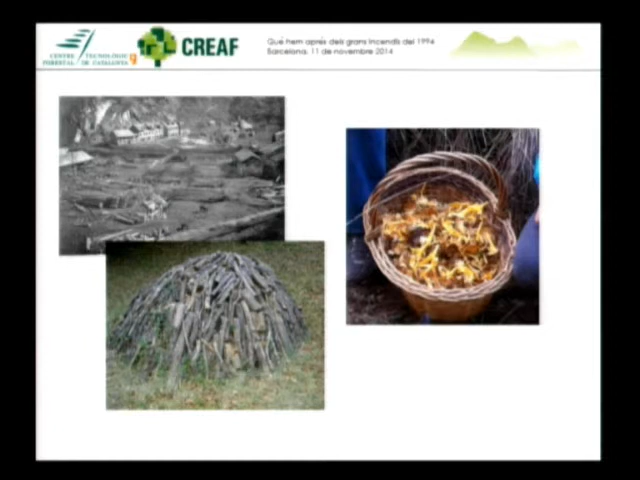 CENTRE TECNOLÒGIC
FORESTAL DE CATALUNYA
CREAF
Què hem après dels grans incendis del 1994
Barcelona, 11 de novembre 2014